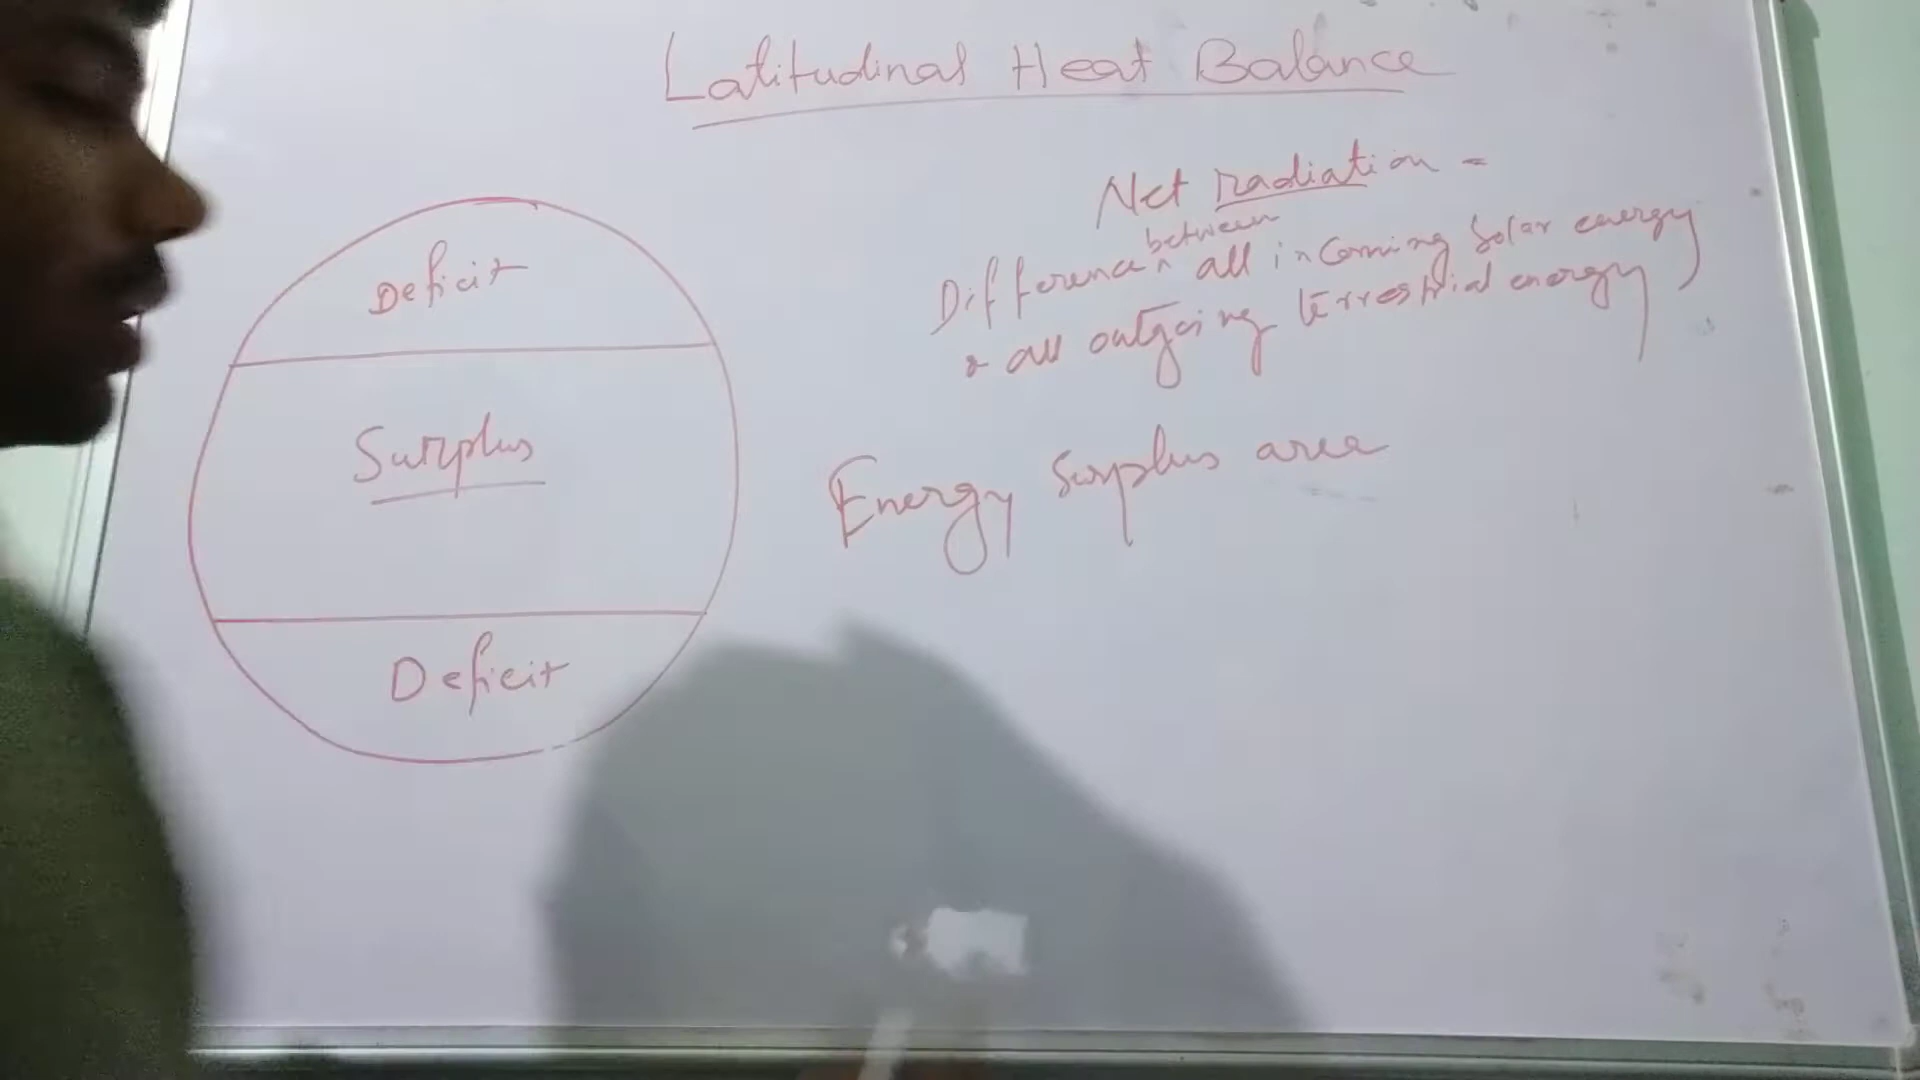 Latitudinal Heat Balance
Net radiation =
between
Difference ^ all incoming solar energy
& all outgoing terrestrial energy
Deficit
Surplus
Energy Surplus area
Deficit